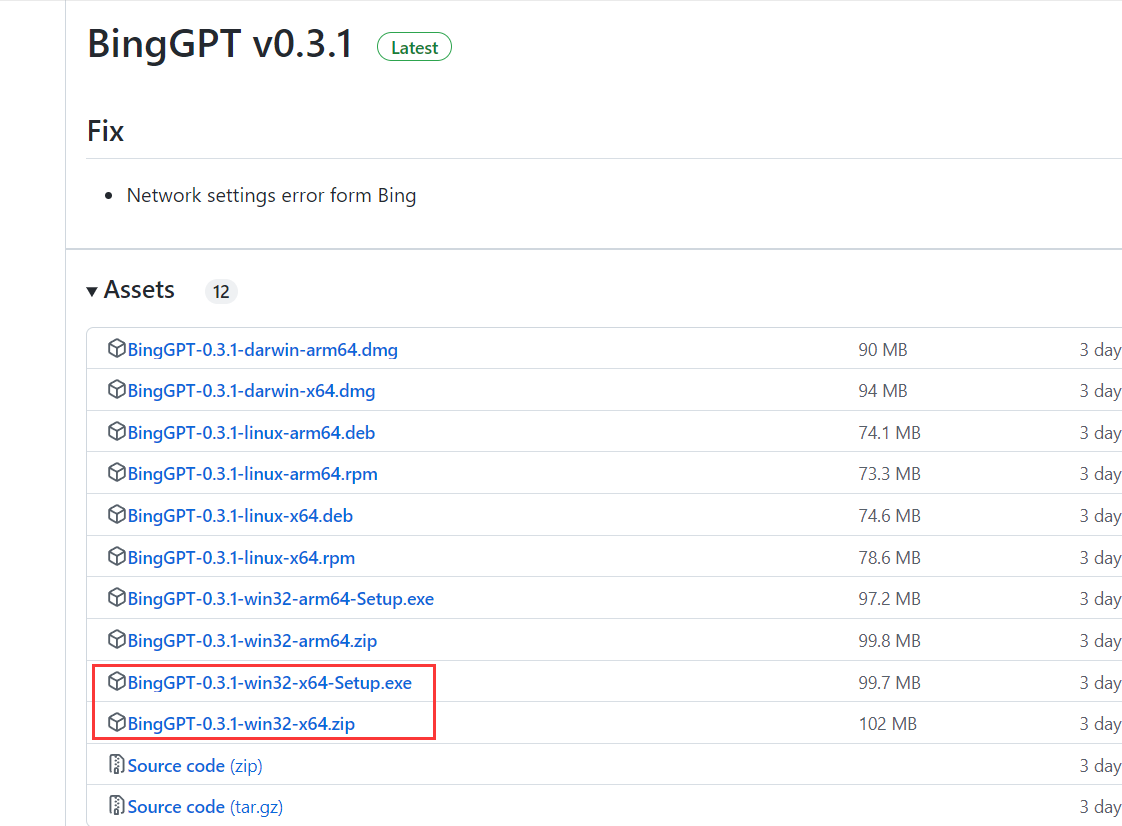 BingGPT v0.3.1 Latest
Fix
Network settings error form Bing
Assets 12
BingGPT-0.3.1-darwin-arm64.dmg 90 MB 3 day
BingGPT-0.3.1-darwin-x64.dmg 94 MB 3 day
BingGPT-0.3.1-linux-arm64.deb 74.1 MB 3 day
BingGPT-0.3.1-linux-arm64.rpm 73.3 MB 3 day
BingGPT-0.3.1-linux-x64.deb 74.6 MB 3 day
BingGPT-0.3.1-linux-x64.rpm 78.6 MB 3 day
BingGPT-0.3.1-win32-arm64-Setup.exe 97.2 MB 3 day
BingGPT-0.3.1-win32-arm64.zip 99.8 MB 3 day
BingGPT-0.3.1-win32-x64-Setup.exe 99.7 MB 3 day
BingGPT-0.3.1-win32-x64.zip 102 MB 3 day
Source code (zip) 3 day
Source code (tar.gz) 3 day